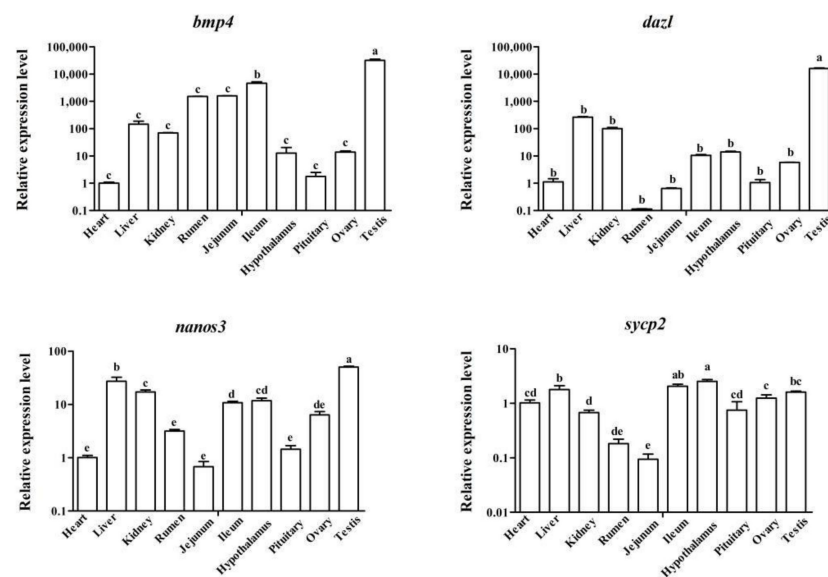 bmp4
Relative expression level
100,000
10,000
1,000
100
10
1
0.1
a
b
c
c
c
c
c
c
c
c
Heart
Liver
Kidney
Rumen
Jejunum
Ileum
Hypothalamus
Pituitary
Ovary
Testis
dazl
Relative expression level
100,000
10,000
1,000
100
10
1
0.1
b
b
b
b
b
b
b
b
b
a
Heart
Liver
Kidney
Rumen
Jejunum
Ileum
Hypothalamus
Pituitary
Ovary
Testis
nanos3
Relative expression level
100
10
1
0.1
e
b
c
e
e
d
cd
e
de
a
Heart
Liver
Kidney
Rumen
Jejunum
Ileum
Hypothalamus
Pituitary
Ovary
Testis
sycp2
Relative expression level
10
1
0.1
0.01
cd
b
d
de
e
ab
a
cd
c
bc
Heart
Liver
Kidney
Rumen
Jejunum
Ileum
Hypothalamus
Pituitary
Ovary
Testis